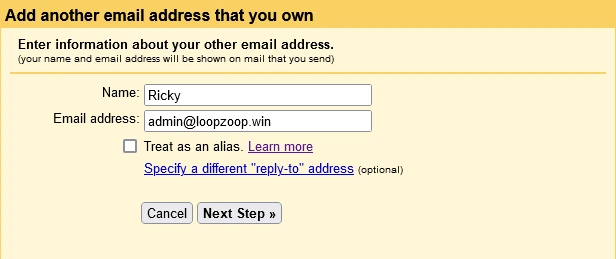 Add another email address that you own
Enter information about your other email address.
(your name and email address will be shown on mail that you send)
Name: Ricky
Email address: admin@loopzoop.win
Treat as an alias. Learn more
Specify a different "reply-to" address (optional)
Cancel Next Step »